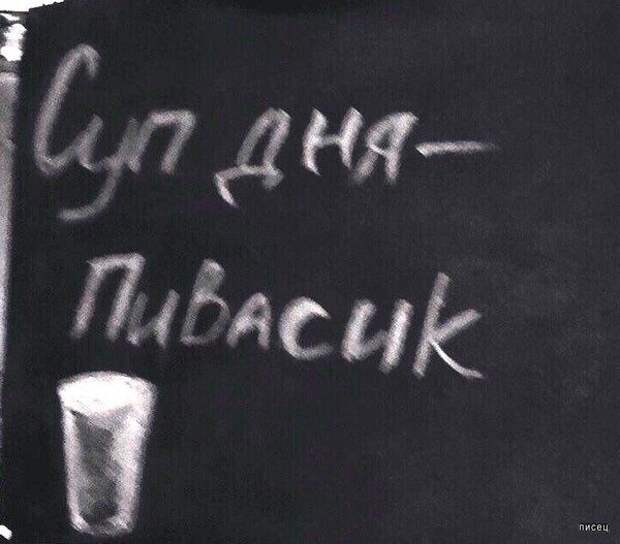 Суп дня-
Пивасик
писец